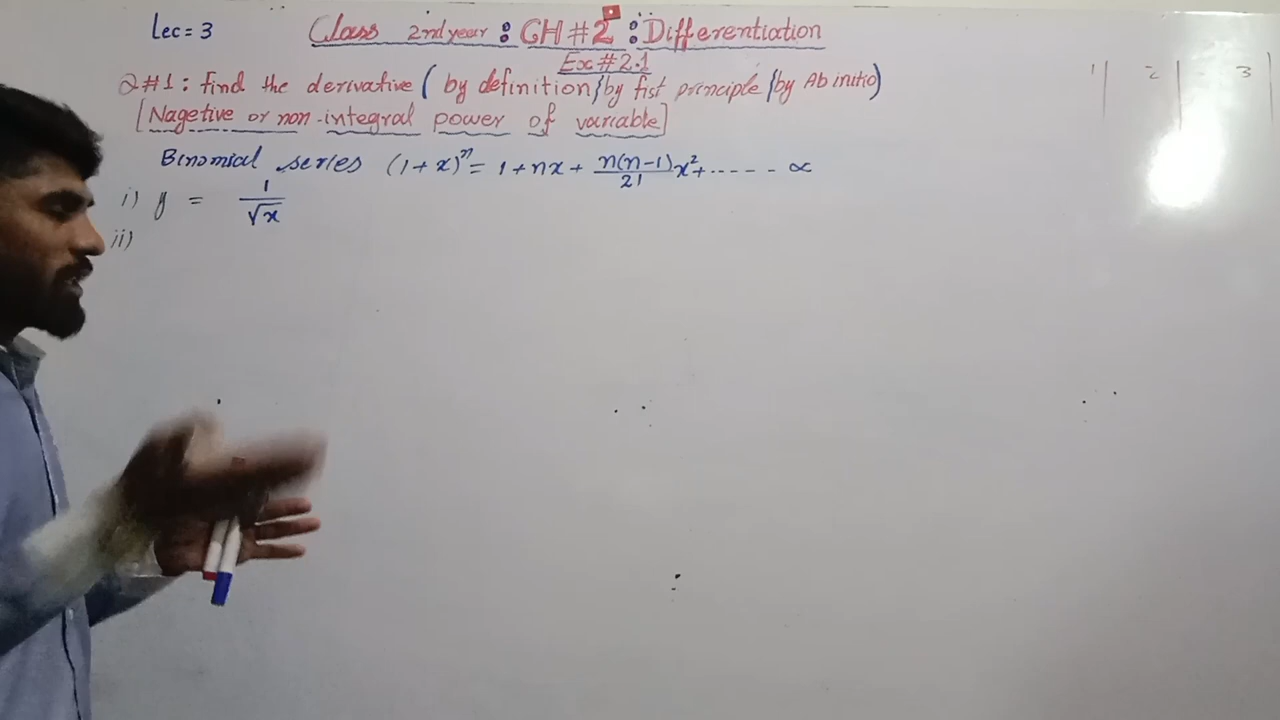 Lec = 3
Class 2nd year : CH # 2 : Differentiation
Ex # 2.1
Q#1: find the derivative ( by definition / by fist principle / by Ab initio)
[Nagetive or non-integral power of variable]
Binomial series (1+x)^n = 1 + nx + n(n-1)/2! x²+ ----- ∝
i) y = 1/√x
ii)
1 | 2 | 3 |